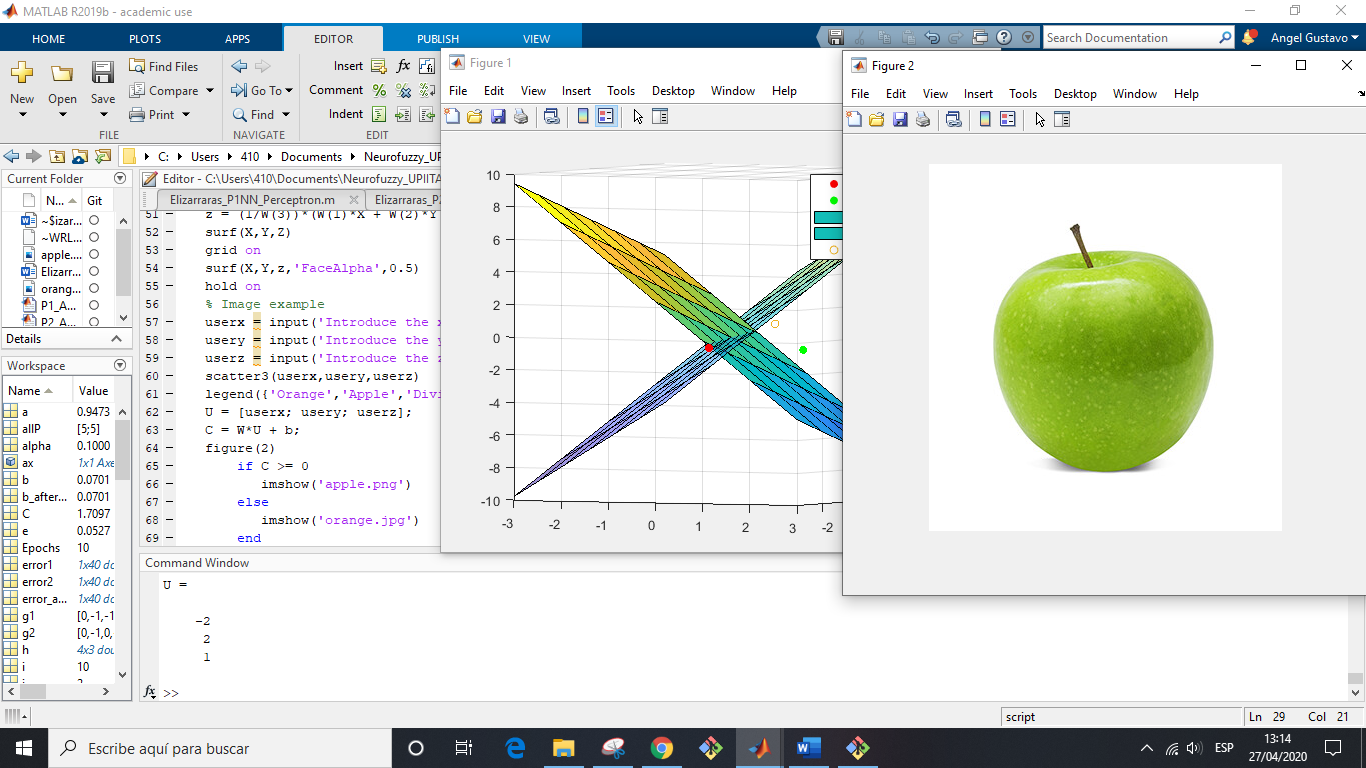 MATLAB R2019b - academic use
HOME PLOTS APPS EDITOR PUBLISH VIEW
Search Documentation
Angel Gustavo
New Open Save
Find Files
Compare
Print
FILE
Go To
Find
NAVIGATE
Insert
Comment
Indent
EDIT
C: Users 410 Documents Neurofuzzy_UP
Current Folder
N... Git
~$izar...
~WRL...
apple....
Elizarr...
orang...
P1_A...
P2_A...
Details
Workspace
Name Value
a 0.9473
allP [5;5]
alpha 0.1000
ax 1x1 Axe
b 0.0701
b_after... 0.0701
C 1.7097
e 0.0527
Epochs 10
error1 1x40 do
error2 1x40 do
error_a... 1x40 do
g1 [0,-1,-1
g2 [0,-1,0,
h 4x3 dou
i 10
Editor - C:\Users\410\Documents\Neurofuzzy_UPIITA
Elizarraras_P1NN_Perceptron.m
Elizarraras_P
51 z = (1/W(3))*(W(1)*X + W(2)*Y
52 surf(X,Y,Z)
53 grid on
54 surf(X,Y,z,'FaceAlpha',0.5)
55 hold on
56 % Image example
57 userx = input('Introduce the x
58 usery = input('Introduce the y
59 userz = input('Introduce the z
60 scatter3(userx,usery,userz)
61 legend({'Orange','Apple','Divi
62 U = [userx; usery; userz];
63 C = W*U + b;
64 figure(2)
65 if C >= 0
66 imshow('apple.png')
67 else
68 imshow('orange.jpg')
69 end
Command Window
U =
-2
2
1
fx >>
Figure 1
File Edit View Insert Tools Desktop Window Help
10
8
6
4
2
0
-2
-4
-6
-8
-10
-3 -2 -1 0 1 2 3 -2
Figure 2
File Edit View Insert Tools Desktop Window Help
script
Ln 29 Col 21
Escribe aquí para buscar
ESP
13:14
27/04/2020